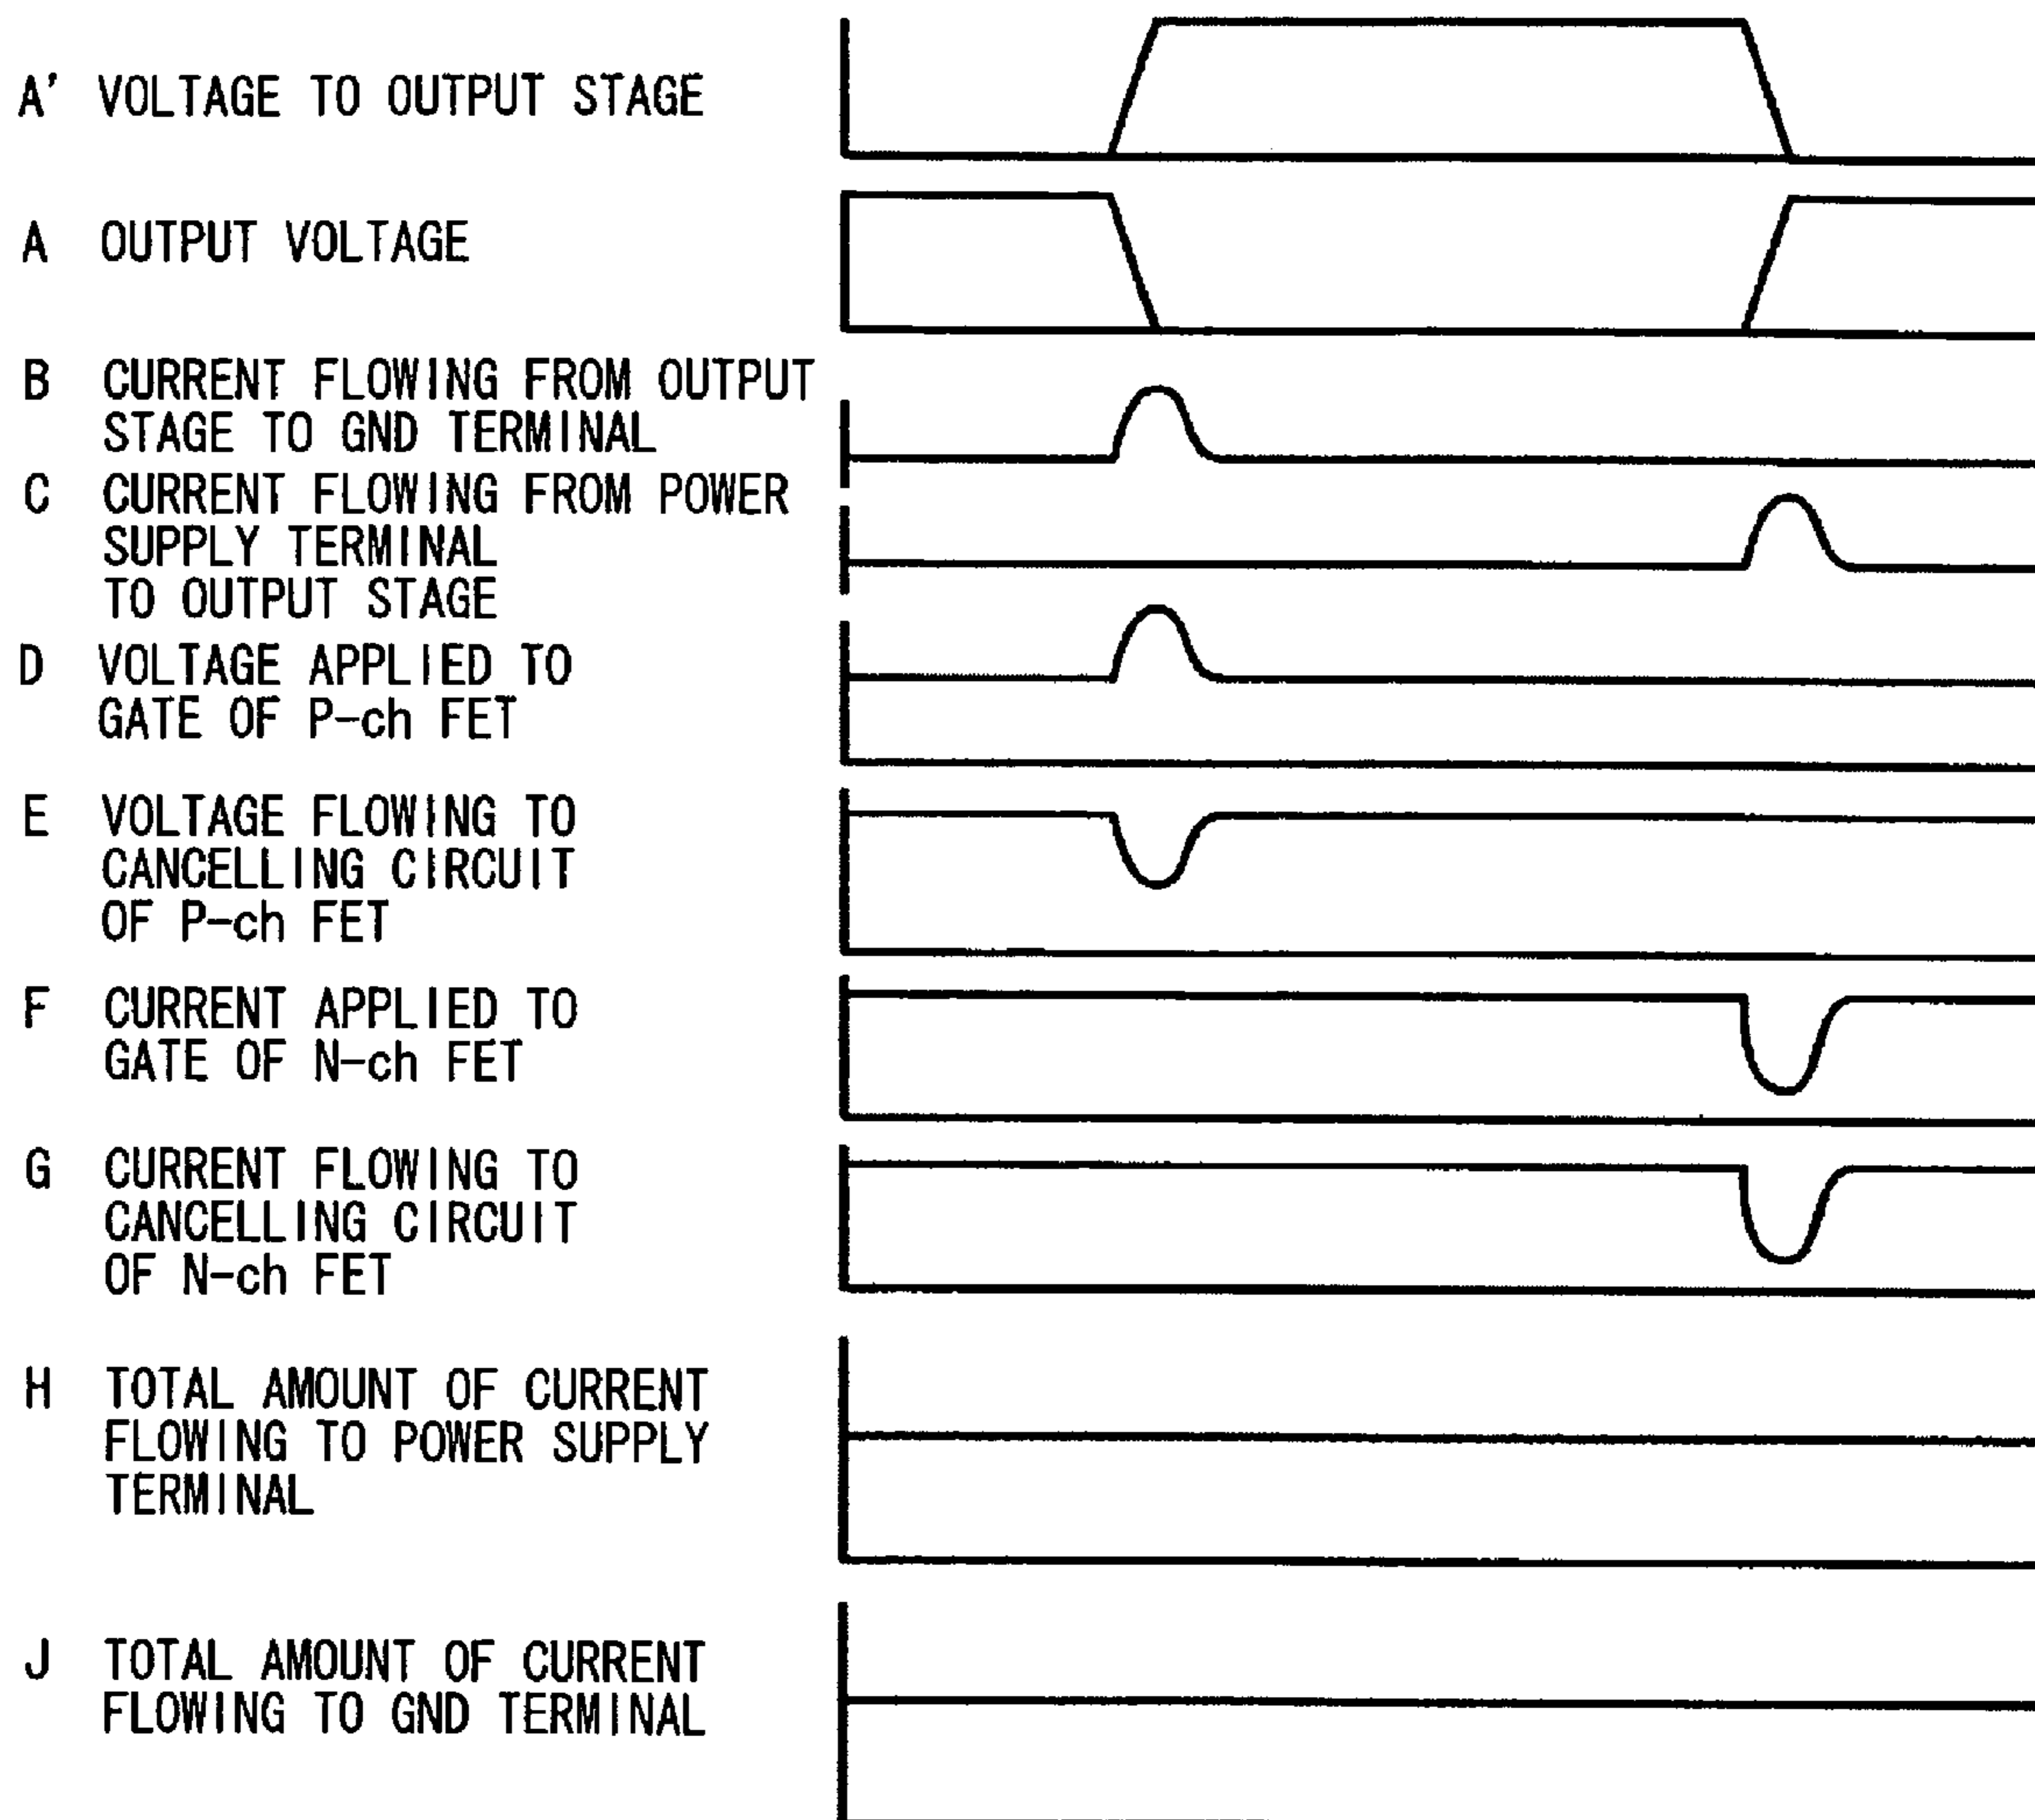 A' VOLTAGE TO OUTPUT STAGE
A OUTPUT VOLTAGE
B CURRENT FLOWING FROM OUTPUT
STAGE TO GND TERMINAL
C CURRENT FLOWING FROM POWER
SUPPLY TERMINAL
TO OUTPUT STAGE
D VOLTAGE APPLIED TO
GATE OF P-ch FET
E VOLTAGE FLOWING TO
CANCELLING CIRCUIT
OF P-ch FET
F CURRENT APPLIED TO
GATE OF N-ch FET
G CURRENT FLOWING TO
CANCELLING CIRCUIT
OF N-ch FET
H TOTAL AMOUNT OF CURRENT
FLOWING TO POWER SUPPLY
TERMINAL
J TOTAL AMOUNT OF CURRENT
FLOWING TO GND TERMINAL